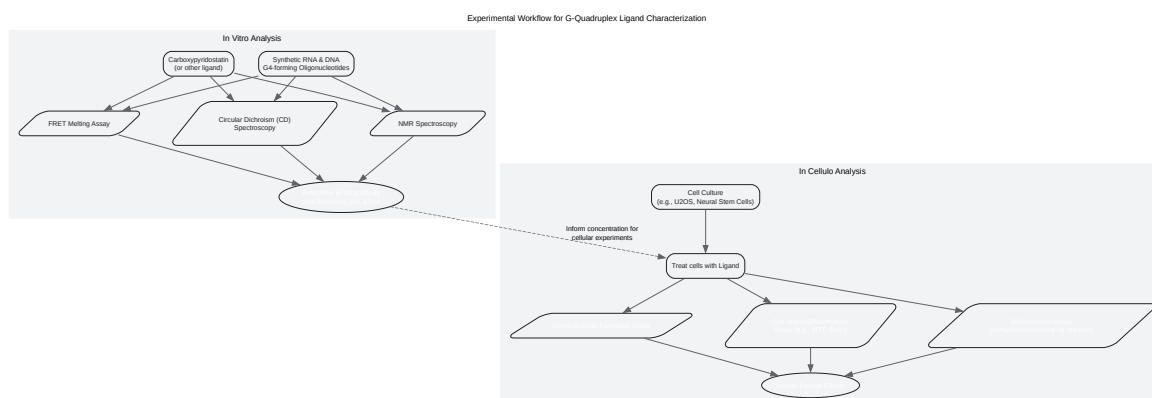 Experimental Workflow for G-Quadruplex Ligand Characterization
In Vitro Analysis
Carboxypyridostatin
(or other ligand)
Synthetic RNA & DNA
G4-forming Oligonucleotides
FRET Melting Assay
Circular Dichroism (CD)
Spectroscopy
NMR Spectroscopy
In Cellulo Analysis
Cell Culture
(e.g., U2OS, Neural Stem Cells)
Inform concentration for
cellular experiments
Treat cells with Ligand